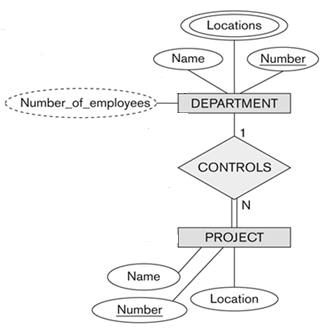 Locations
Name
Number
Number_of_employees
DEPARTMENT
1
CONTROLS
N
PROJECT
Name
Number
Location